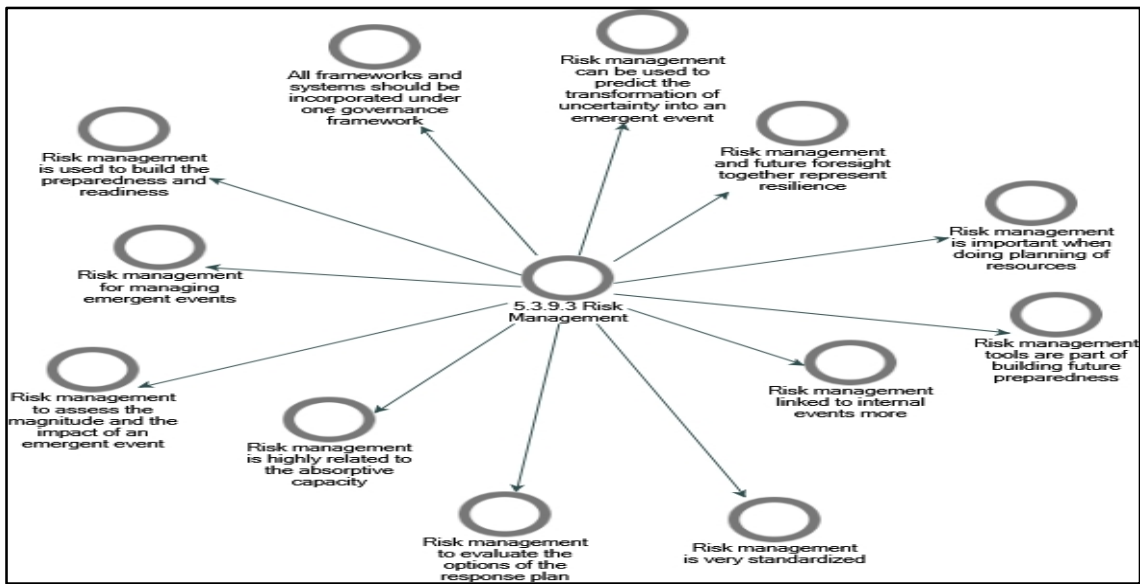 All frameworks and
systems should be
incorporated under
one governance
framework
Risk management
can be used to
predict the
transformation of
uncertainty into an
emergent event
Risk management
is used to build the
preparedness and
readiness
Risk management
and future foresight
together represent
resilience
Risk management
is important when
doing planning of
resources
Risk management
for managing
emergent events
5.3.9.3 Risk
Management
Risk management
tools are part of
building future
preparedness
Risk management
to assess the
magnitude and the
impact of an
emergent event
Risk management
linked to internal
events more
Risk management
is highly related to
the absorptive
capacity
Risk management
to evaluate the
options of the
response plan
Risk management
is very standardized